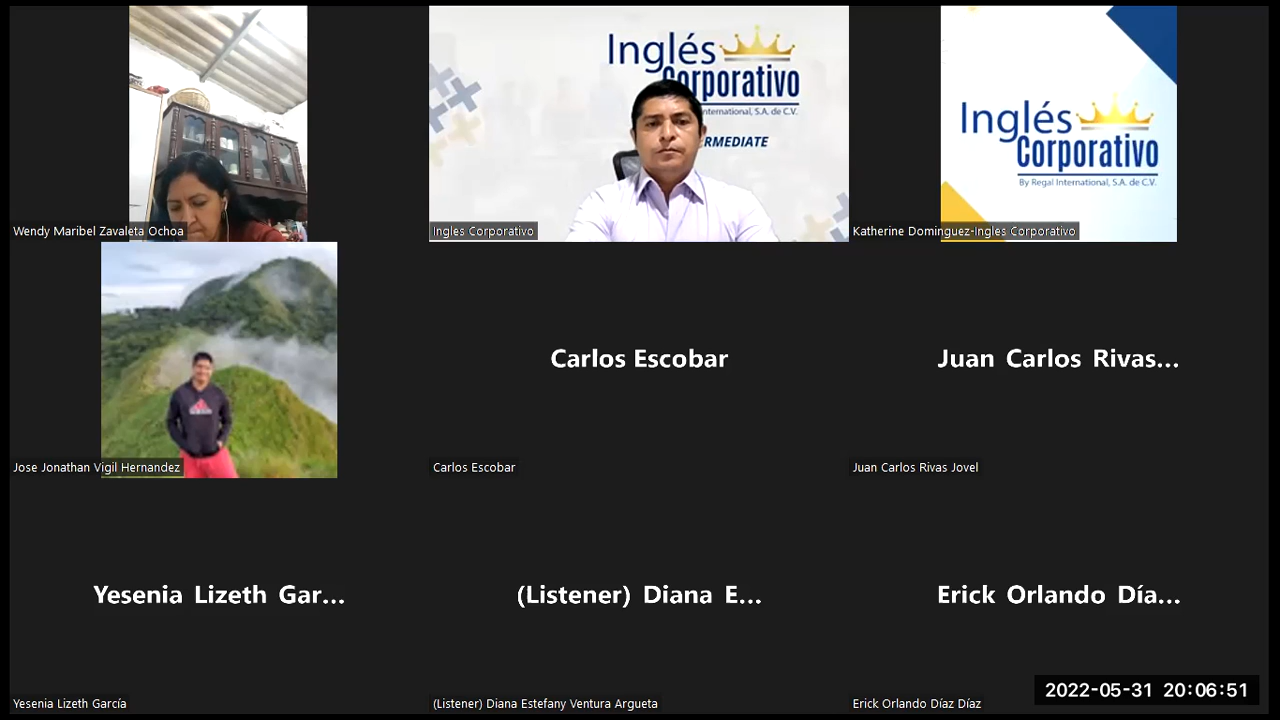 Inglés
Corporativo
International, S.A. de C.V.
RMEDIATE
Inglés
Corporativo
By Regal International, S.A. de C.V.
Wendy Maribel Zavaleta Ochoa
Ingles Corporativo
Katherine Dominguez-Ingles Corporativo
Carlos Escobar
Juan Carlos Rivas...
Jose Jonathan Vigil Hernandez
Carlos Escobar
Juan Carlos Rivas Jovel
Yesenia Lizeth Gar...
(Listener) Diana E...
Erick Orlando Día...
Yesenia Lizeth García
(Listener) Diana Estefany Ventura Argueta
Erick Orlando Díaz Díaz
2022-05-31 20:06:51